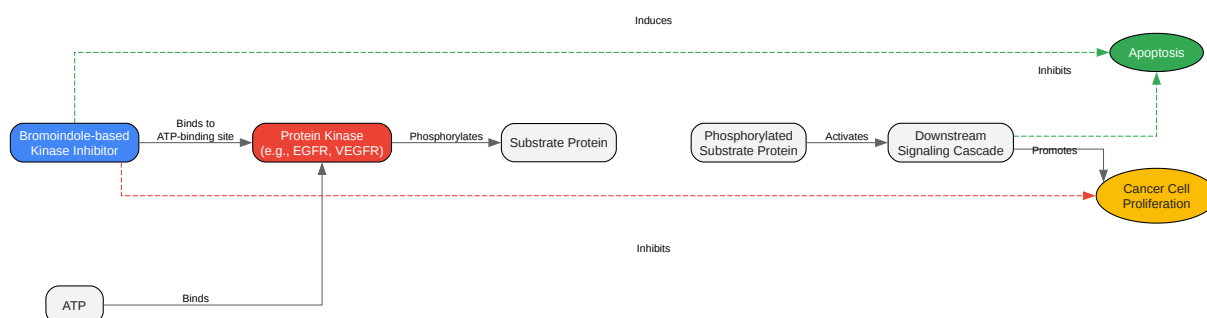 Induces
Apoptosis
Inhibits
Bromoindole-based
Kinase Inhibitor
Binds to
ATP-binding site
Protein Kinase
(e.g., EGFR, VEGFR)
Phosphorylates
Substrate Protein
Phosphorylated
Substrate Protein
Activates
Downstream
Signaling Cascade
Promotes
Cancer Cell
Proliferation
Inhibits
ATP
Binds